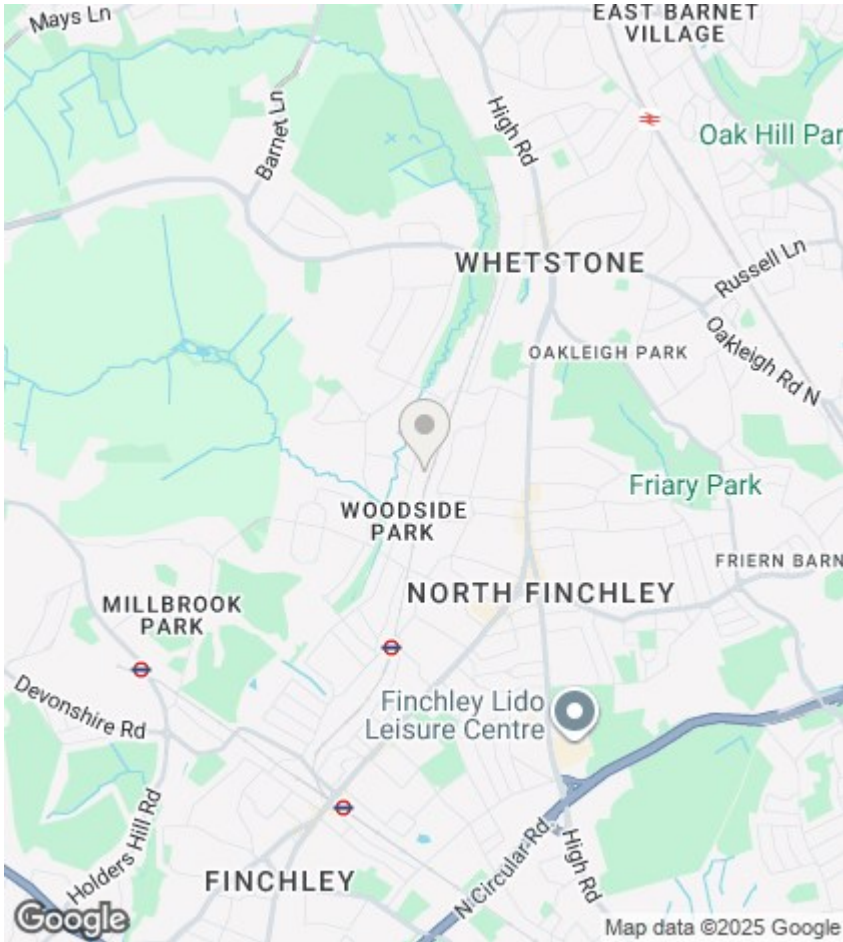 Mays Ln
EAST BARNET
VILLAGE
High Rd
Barnet Ln
Oak Hill Par
WHETSTONE
Russell Ln
OAKLEIGH PARK
Oakleigh Rd N
Friary Park
WOODSIDE
PARK
FRIERN BARN
NORTH FINCHLEY
MILLBROOK
PARK
Devonshire Rd
Finchley Lido
Leisure Centre
Holders Hill Rd
N Circular Rd
High Rd
FINCHLEY
Google
Map data ©2025 Google